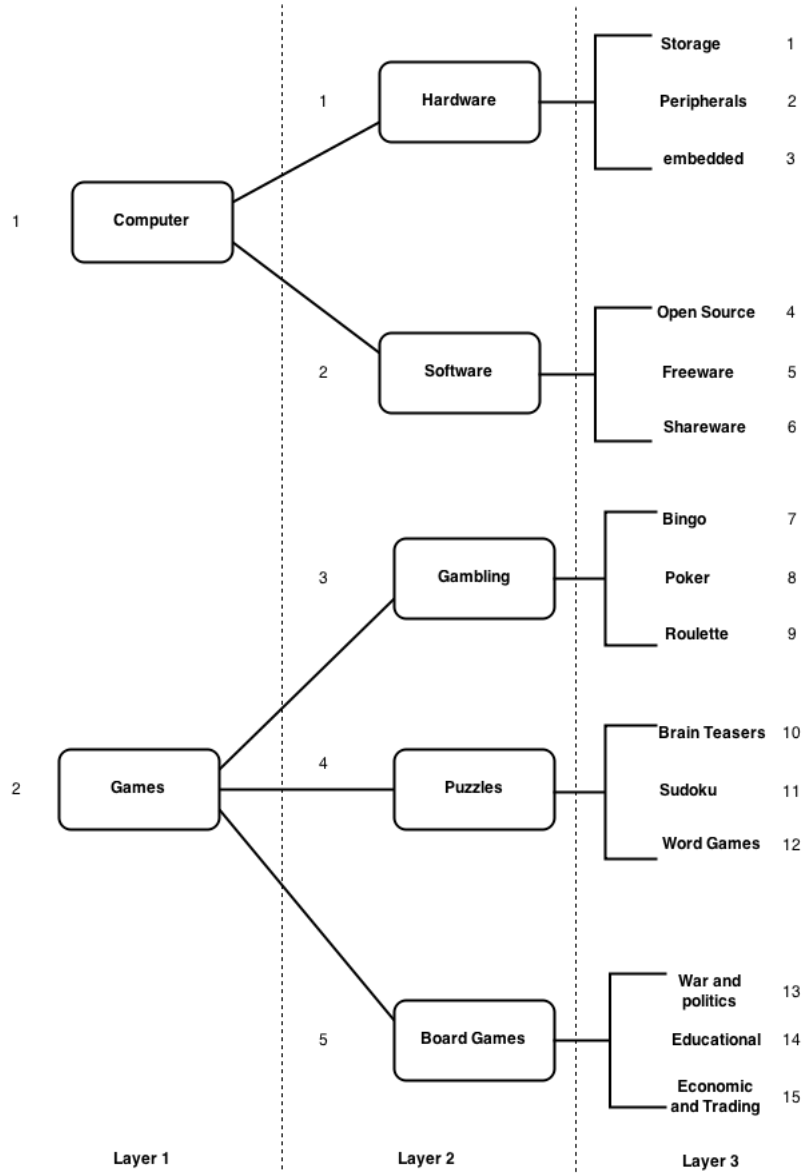 Storage 1
1 Hardware Peripherals 2
embedded 3
1 Computer
Open Source 4
2 Software Freeware 5
Shareware 6
Bingo 7
3 Gambling Poker 8
Roulette 9
Brain Teasers 10
4
2 Games Puzzles Sudoku 11
Word Games 12
War and
politics 13
5 Board Games Educational 14
Economic
and Trading 15
Layer 1 Layer 2 Layer 3